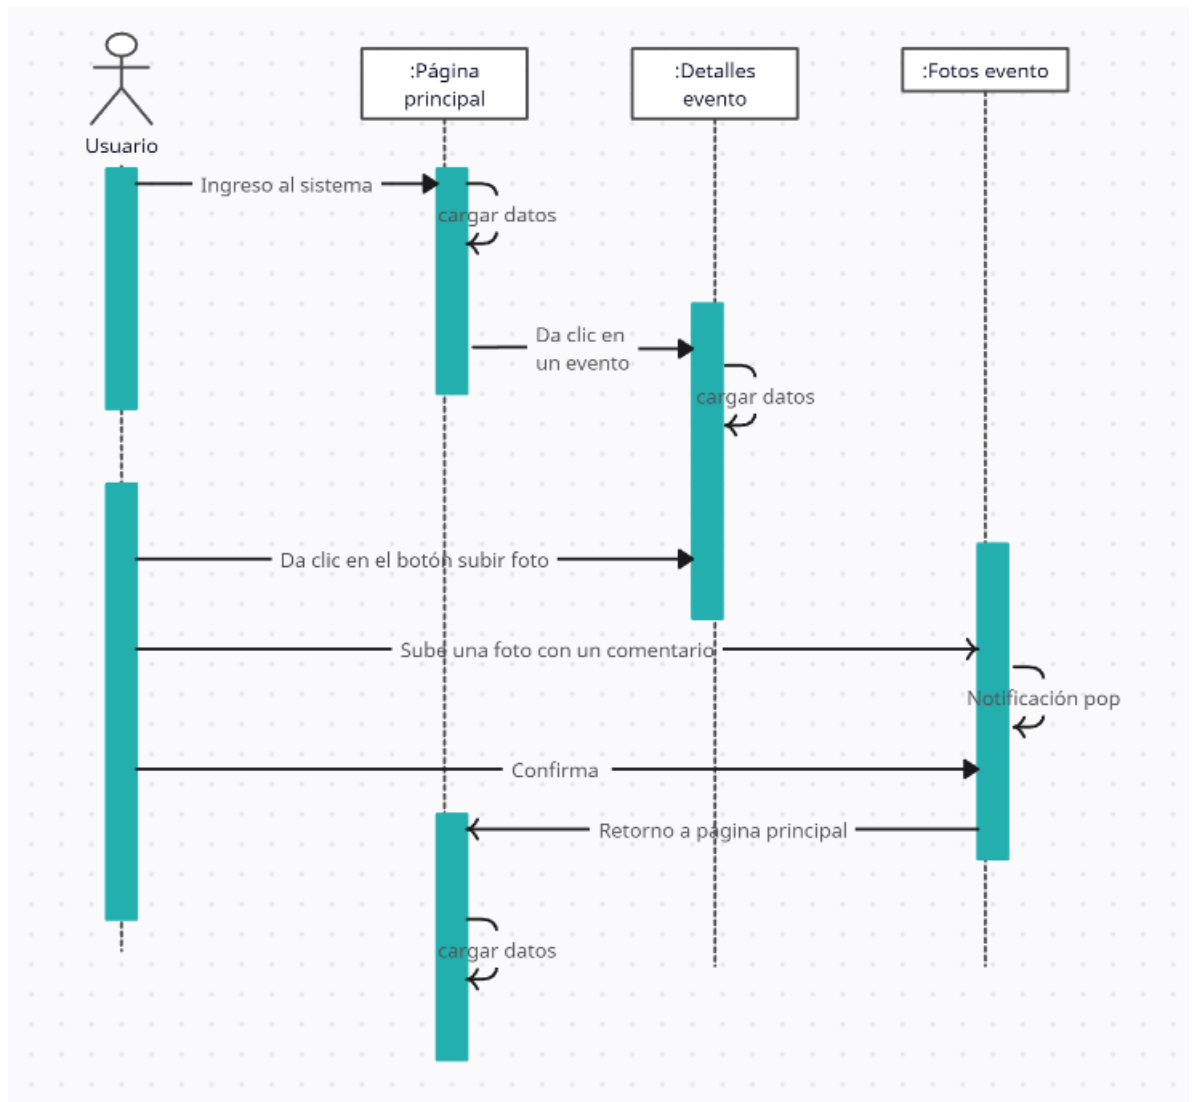 :Página
principal
:Detalles
evento
:Fotos evento
Usuario
Ingreso al sistema
cargar datos
Da clic en
un evento
cargar datos
Da clic en el botón subir foto
Sube una foto con un comentario
Notificación pop
Confirma
Retorno a página principal
cargar datos